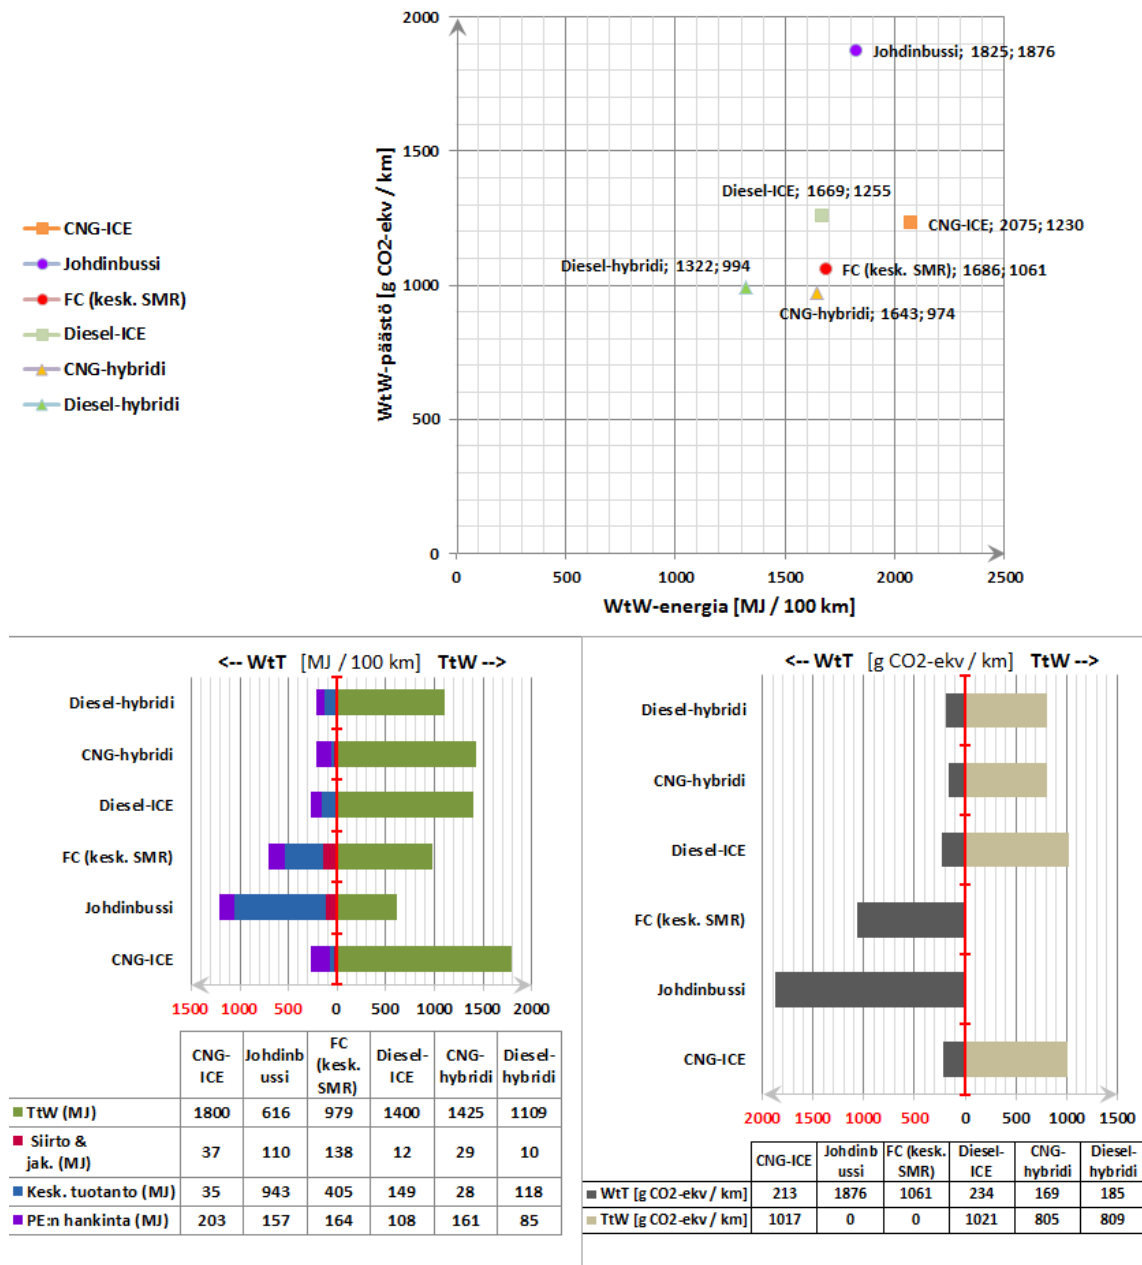 2000
1500
1000
500
0
WtW-päästö [g CO2-ekv / km]
Johdinbussi; 1825; 1876
Diesel-ICE; 1669; 1255
CNG-ICE; 2075; 1230
Diesel-hybridi; 1322; 994
FC (kesk. SMR); 1686; 1061
CNG-hybridi; 1643; 974
0 500 1000 1500 2000 2500
WtW-energia [MJ / 100 km]
CNG-ICE
Johdinbussi
FC (kesk. SMR)
Diesel-ICE
CNG-hybridi
Diesel-hybridi
<-- WtT [MJ / 100 km] TtW -->
Diesel-hybridi
CNG-hybridi
Diesel-ICE
FC (kesk. SMR)
Johdinbussi
CNG-ICE
1500 1000 500 0 500 1000 1500 2000
CNG-ICE Johdinbussi FC (kesk. SMR) Diesel-ICE CNG-hybridi Diesel-hybridi
TtW (MJ) 1800 616 979 1400 1425 1109
Siirto & jak. (MJ) 37 110 138 12 29 10
Kesk. tuotanto (MJ) 35 943 405 149 28 118
PE:n hankinta (MJ) 203 157 164 108 161 85
<-- WtT [g CO2-ekv / km] TtW -->
Diesel-hybridi
CNG-hybridi
Diesel-ICE
FC (kesk. SMR)
Johdinbussi
CNG-ICE
2000 1500 1000 500 0 500 1000 1500
CNG-ICE Johdinbussi FC (kesk. SMR) Diesel-ICE CNG-hybridi Diesel-hybridi
WtT [g CO2-ekv / km] 213 1876 1061 234 169 185
TtW [g CO2-ekv / km] 1017 0 0 1021 805 809